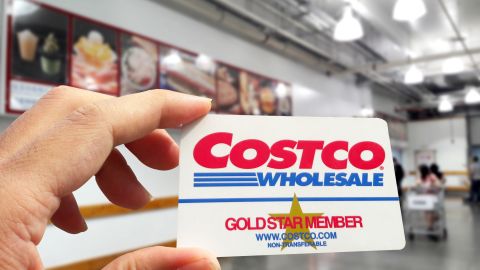 COSTCO
WHOLESALE
GOLD STAR MEMBER
WWW.COSTCO.COM
NON-TRANSFERABLE